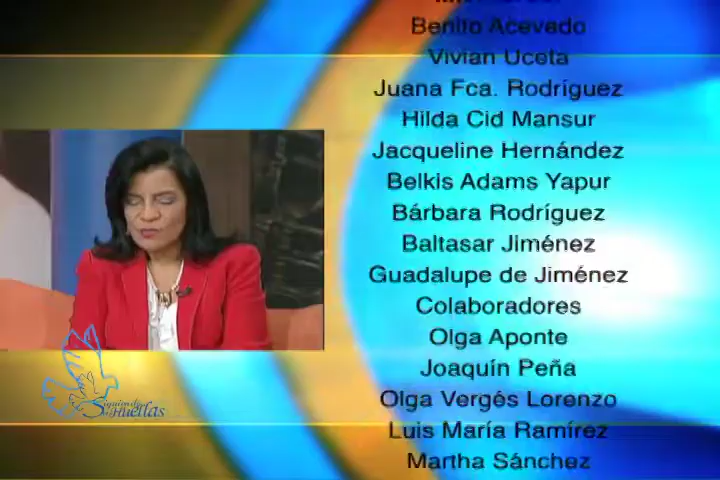 Benito Acevedo
Vivian Uceta
Juana Fca. Rodríguez
Hilda Cid Mansur
Jacqueline Hernández
Belkis Adams Yapur
Bárbara Rodríguez
Baltasar Jiménez
Guadalupe de Jiménez
Colaboradores
Olga Aponte
Joaquín Peña
Olga Vergés Lorenzo
Luis María Ramírez
Martha Sánchez
Huellas